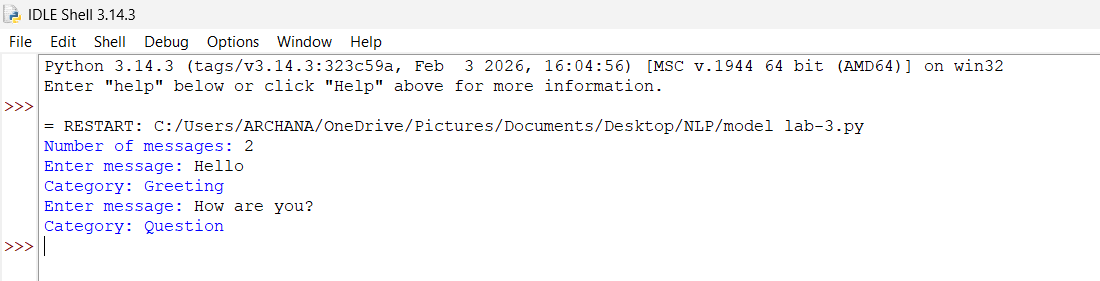 IDLE Shell 3.14.3
File Edit Shell Debug Options Window Help
Python 3.14.3 (tags/v3.14.3:323c59a, Feb  3 2026, 16:04:56) [MSC v.1944 64 bit (AMD64)] on win32
Enter "help" below or click "Help" above for more information.
>>>
= RESTART: C:/Users/ARCHANA/OneDrive/Pictures/Documents/Desktop/NLP/model lab-3.py
Number of messages: 2
Enter message: Hello
Category: Greeting
Enter message: How are you?
Category: Question
>>>